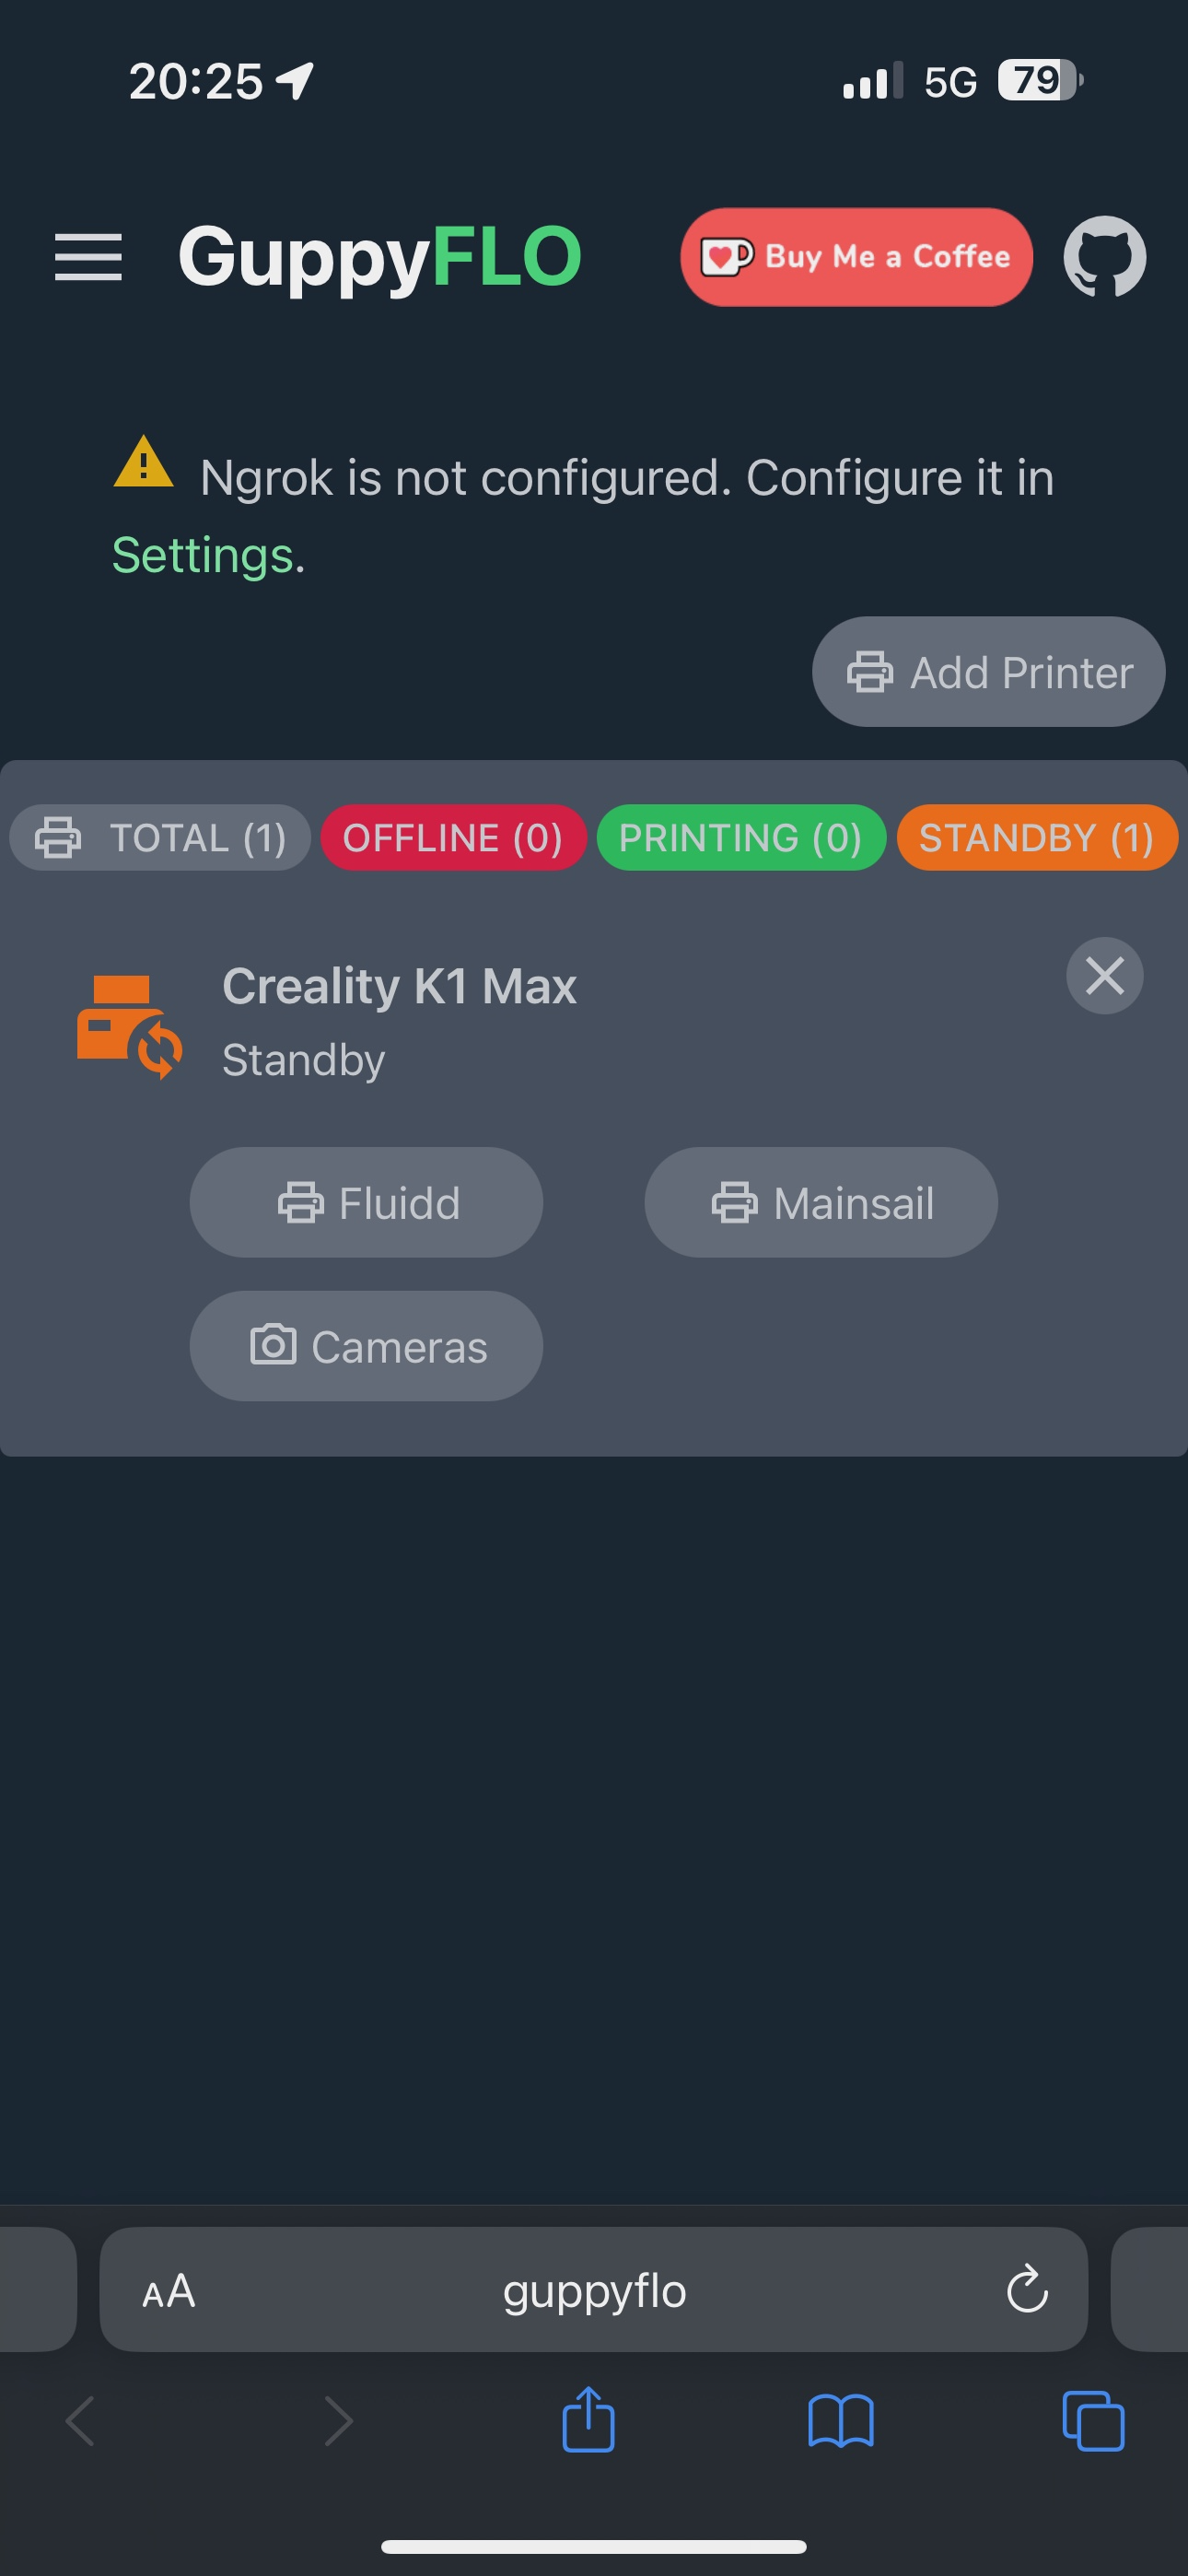 20:25 5G 79
GuppyFLO Buy Me a Coffee
Ngrok is not configured. Configure it in
Settings.
Add Printer
TOTAL (1) OFFLINE (0) PRINTING (0) STANDBY (1)
Creality K1 Max
Standby
Fluidd Mainsail
Cameras
AA guppyflo